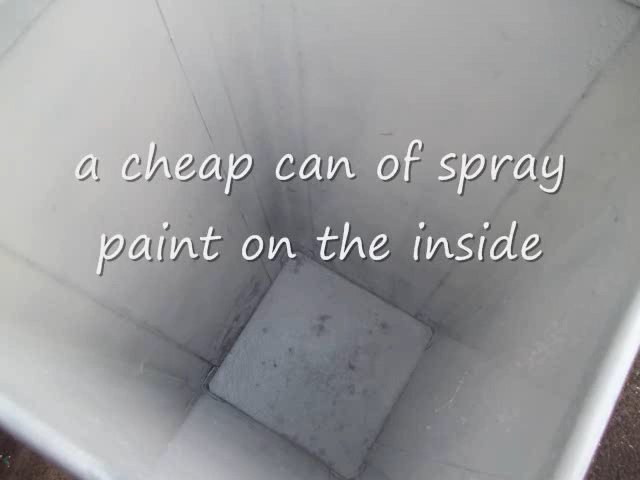 a cheap can of spray
paint on the inside